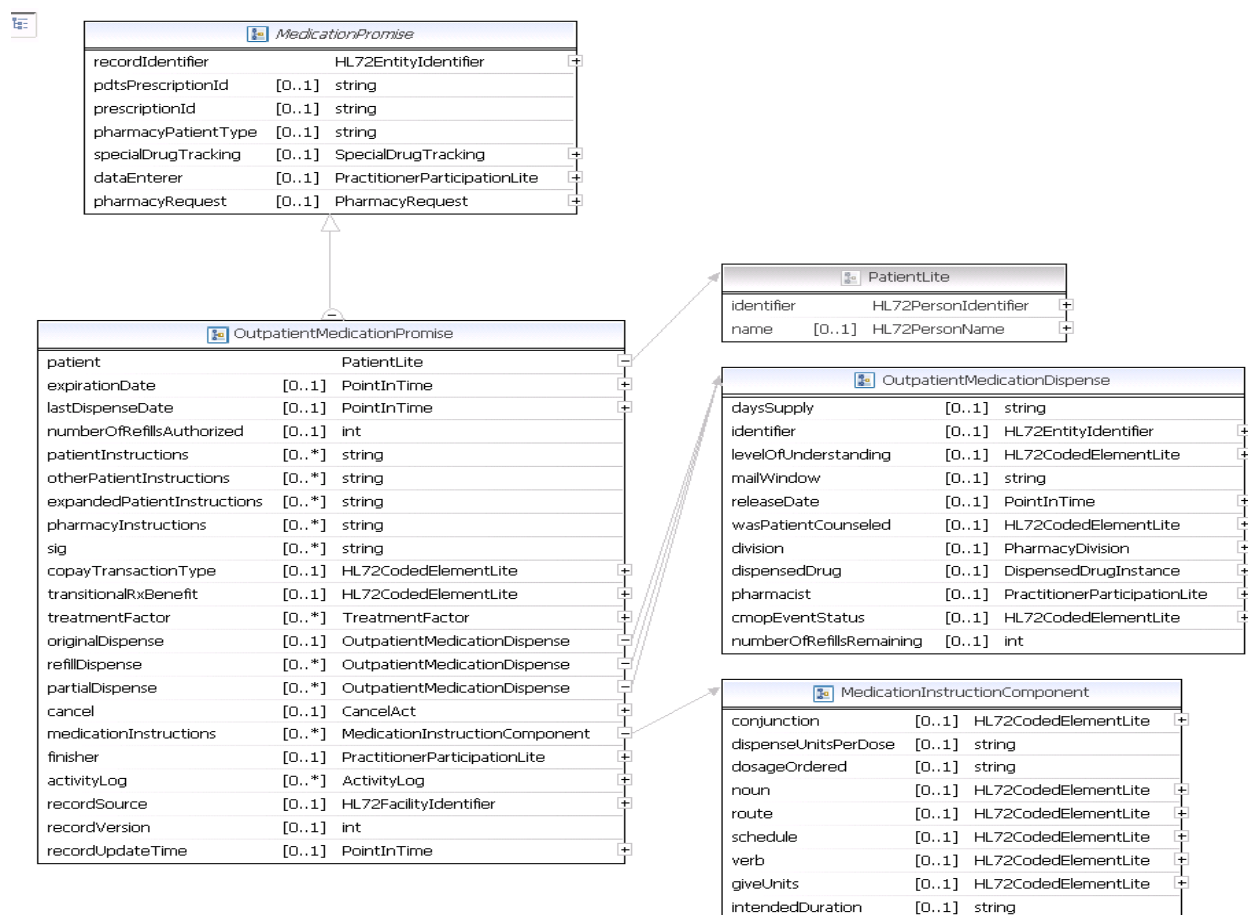 MedicationPromise
recordIdentifier HL72EntityIdentifier
pdtsPrescriptionId [0..1] string
prescriptionId [0..1] string
pharmacyPatientType [0..1] string
specialDrugTracking [0..1] SpecialDrugTracking
dataEnterer [0..1] PractitionerParticipationLite
pharmacyRequest [0..1] PharmacyRequest
OutpatientMedicationPromise
patient PatientLite
expirationDate [0..1] PointInTime
lastDispenseDate [0..1] PointInTime
numberOfRefillsAuthorized [0..1] int
patientInstructions [0..*] string
otherPatientInstructions [0..*] string
expandedPatientInstructions [0..*] string
pharmacyInstructions [0..*] string
sig [0..*] string
copayTransactionType [0..1] HL72CodedElementLite
transitionalRxBenefit [0..1] HL72CodedElementLite
treatmentFactor [0..*] TreatmentFactor
originalDispense [0..1] OutpatientMedicationDispense
refillDispense [0..*] OutpatientMedicationDispense
partialDispense [0..*] OutpatientMedicationDispense
cancel [0..1] CancelAct
medicationInstructions [0..*] MedicationInstructionComponent
finisher [0..1] PractitionerParticipationLite
activityLog [0..*] ActivityLog
recordSource [0..1] HL72FacilityIdentifier
recordVersion [0..1] int
recordUpdateTime [0..1] PointInTime
PatientLite
identifier HL72PersonIdentifier
name [0..1] HL72PersonName
OutpatientMedicationDispense
daysSupply [0..1] string
identifier [0..1] HL72EntityIdentifier
levelOfUnderstanding [0..1] HL72CodedElementLite
mailWindow [0..1] string
releaseDate [0..1] PointInTime
wasPatientCounseled [0..1] HL72CodedElementLite
division [0..1] PharmacyDivision
dispensedDrug [0..1] DispensedDrugInstance
pharmacist [0..1] PractitionerParticipationLite
cmopEventStatus [0..1] HL72CodedElementLite
numberOfRefillsRemaining [0..1] int
MedicationInstructionComponent
conjunction [0..1] HL72CodedElementLite
dispenseUnitsPerDose [0..1] string
dosageOrdered [0..1] string
noun [0..1] HL72CodedElementLite
route [0..1] HL72CodedElementLite
schedule [0..1] HL72CodedElementLite
verb [0..1] HL72CodedElementLite
giveUnits [0..1] HL72CodedElementLite
intendedDuration [0..1] string